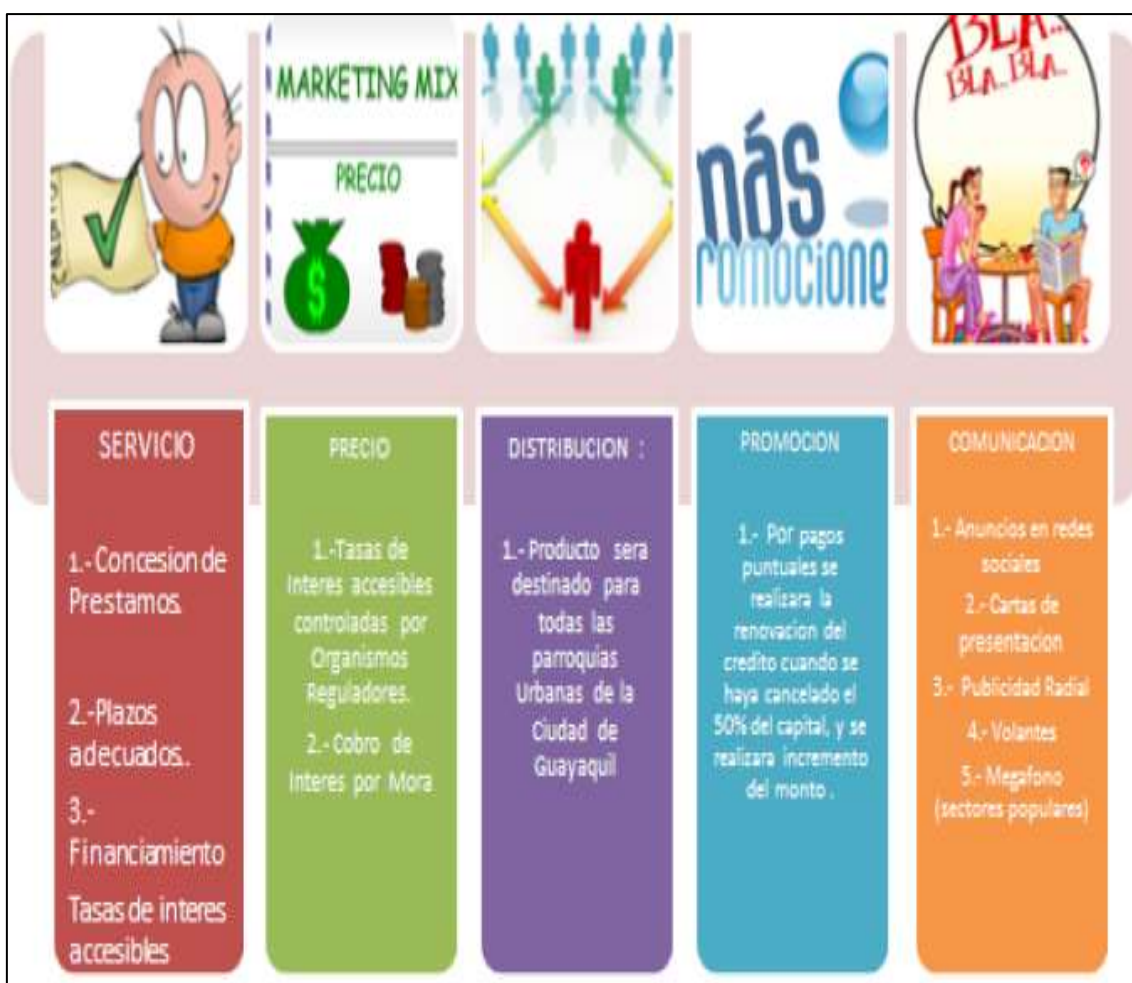 MARKETING MIX
PRECIO
$
nás
romocione
BLA...
BLA.. BLA..
SERVICIO
1.-Concesion de
Prestamos.
2.-Plazos
adecuados..
3.-
Financiamiento
Tasas de interes
accesibles
PRECIO
1.-Tasas de
Interes accesibles
controladas por
Organismos
Reguladores.
2.- Cobro de
Interes por Mora
DISTRIBUCION :
1.- Producto sera
destinado para
todas las
parroquias
Urbanas de la
Ciudad de
Guayaquil
PROMOCION
1.- Por pagos
puntuales se
realizara la
renovacion del
credito cuando se
haya cancelado el
50% del capital, y se
realizara incremento
del monto .
COMUNICACION
1.- Anuncios en redes
sociales
2.- Cartas de
presentacion
3.- Publicidad Radial
4.- Volantes
5.- Megafono
(sectores populares)